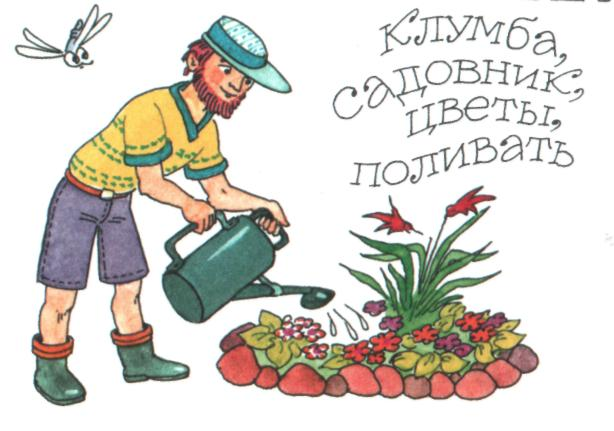 Клумба,
садовник,
цветы,
поливать